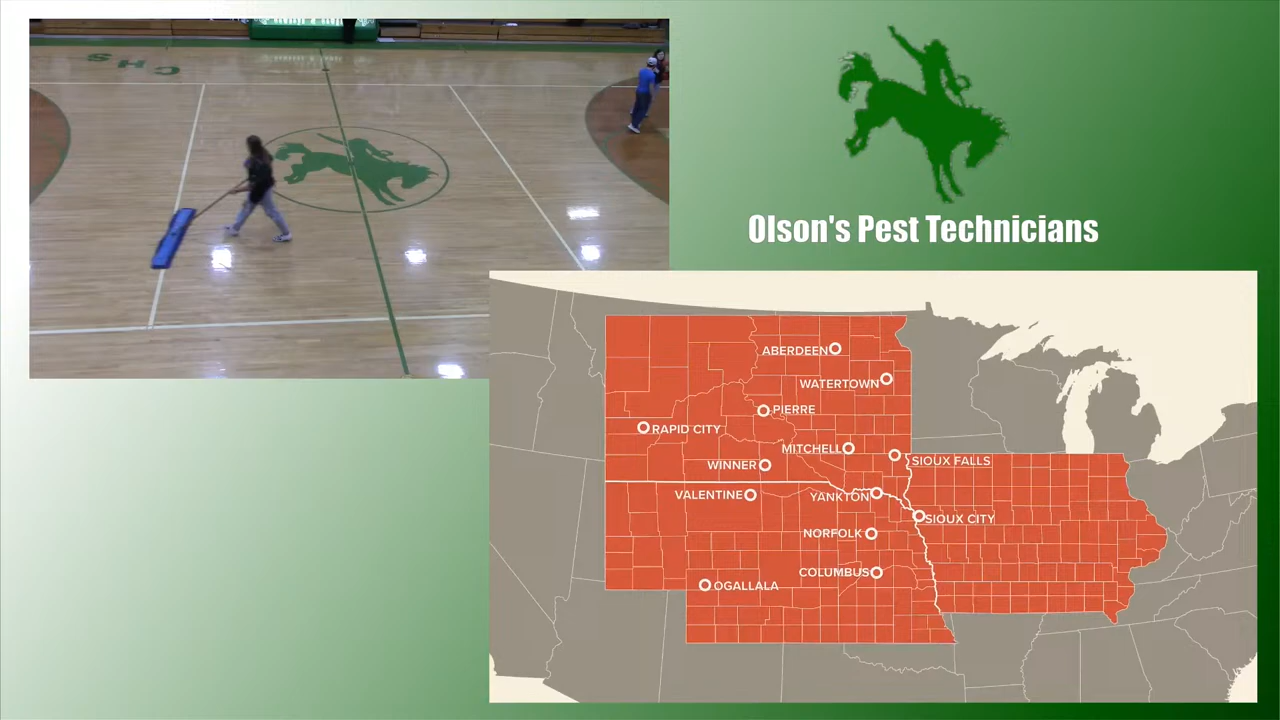 CHS
Olson's Pest Technicians
ABERDEEN
WATERTOWN
PIERRE
RAPID CITY
MITCHELL
SIOUX FALLS
WINNER
VALENTINE
YANKTON
SIOUX CITY
NORFOLK
COLUMBUS
OGALLALA